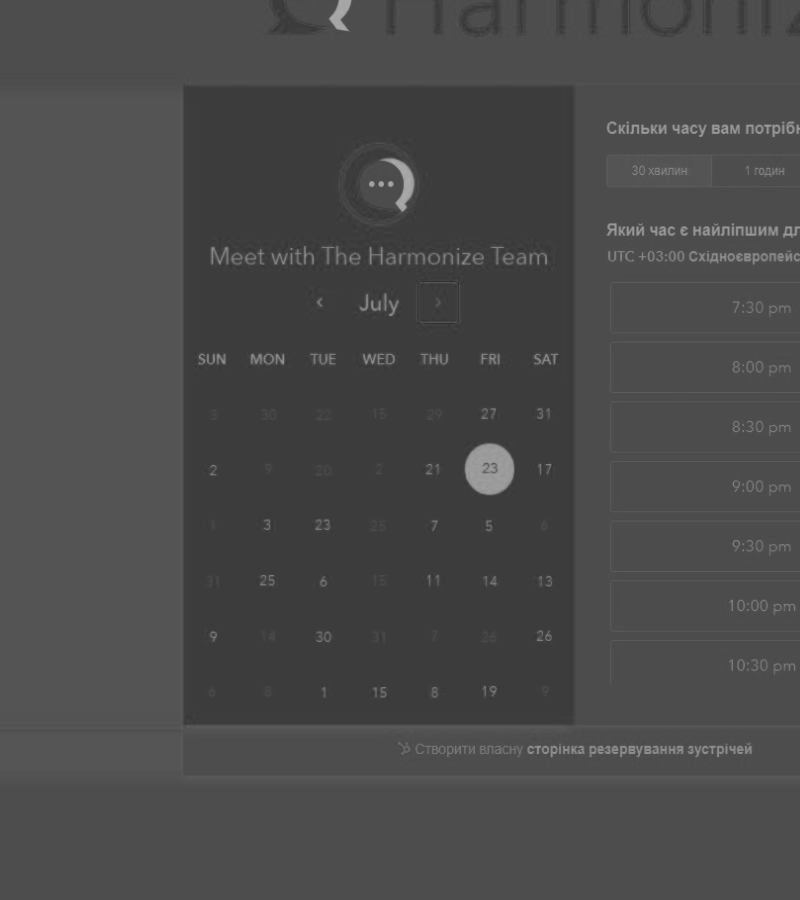 Harmoniz
Meet with The Harmonize Team
‹ July ›
SUN MON TUE WED THU FRI SAT
3 30 22 15 29 27 31
2 9 20 2 21 23 17
1 3 23 25 7 5 6
31 25 6 15 11 14 13
9 14 30 31 7 26 26
6 8 1 15 8 19 9
Скільки часу вам потрібн
30 хвилин 1 годин
Який час є найліпшим дл
UTC +03:00 Східноєвропейс
7:30 pm
8:00 pm
8:30 pm
9:00 pm
9:30 pm
10:00 pm
10:30 pm
Створити власну сторінка резервування зустрічей